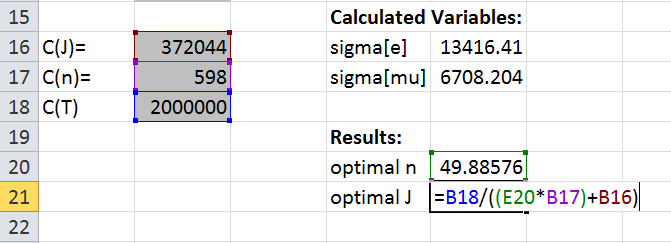 15 Calculated Variables:
16 C(J)= 372044 sigma[e] 13416.41
17 C(n)= 598 sigma[mu] 6708.204
18 C(T) 2000000
19 Results:
20 optimal n 49.88576
21 optimal J =B18/((E20*B17)+B16)
22